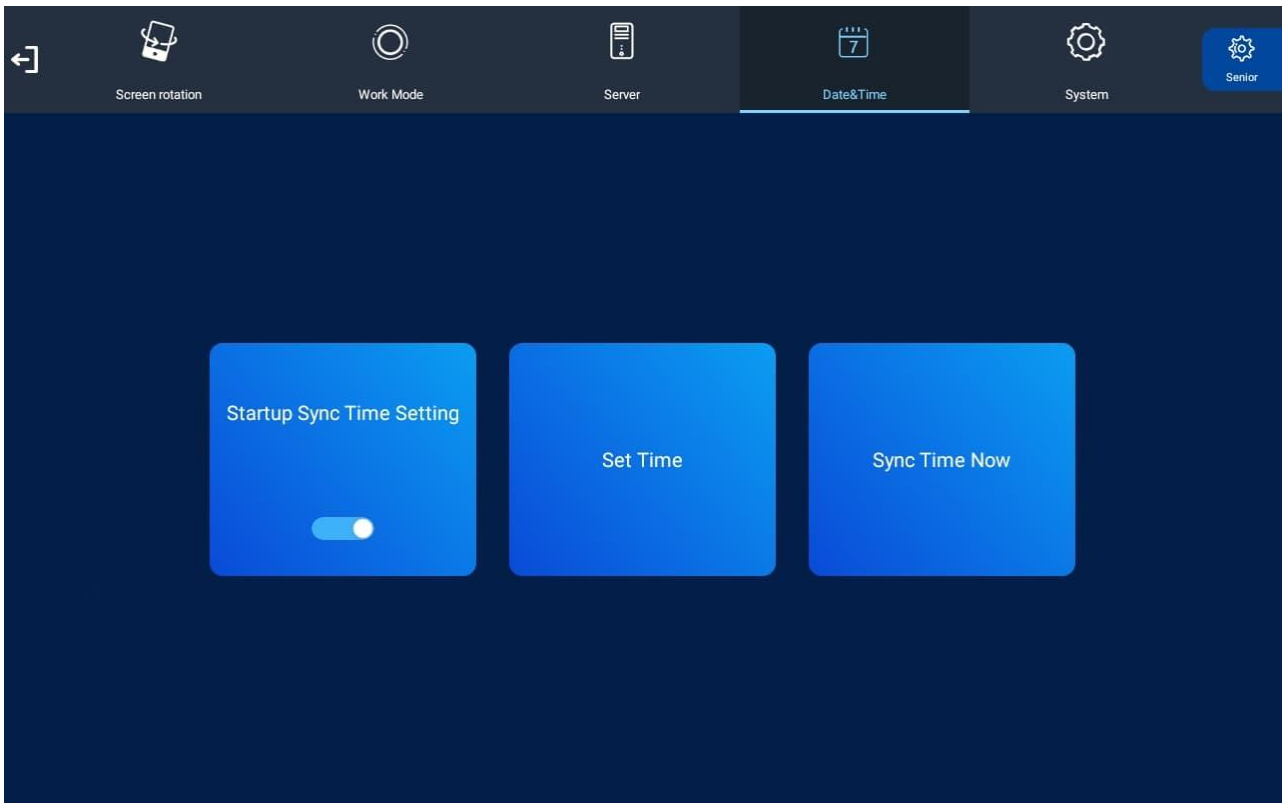 Screen rotation
Work Mode
Server
7
Date&Time
System
Senior
Startup Sync Time Setting
Set Time
Sync Time Now